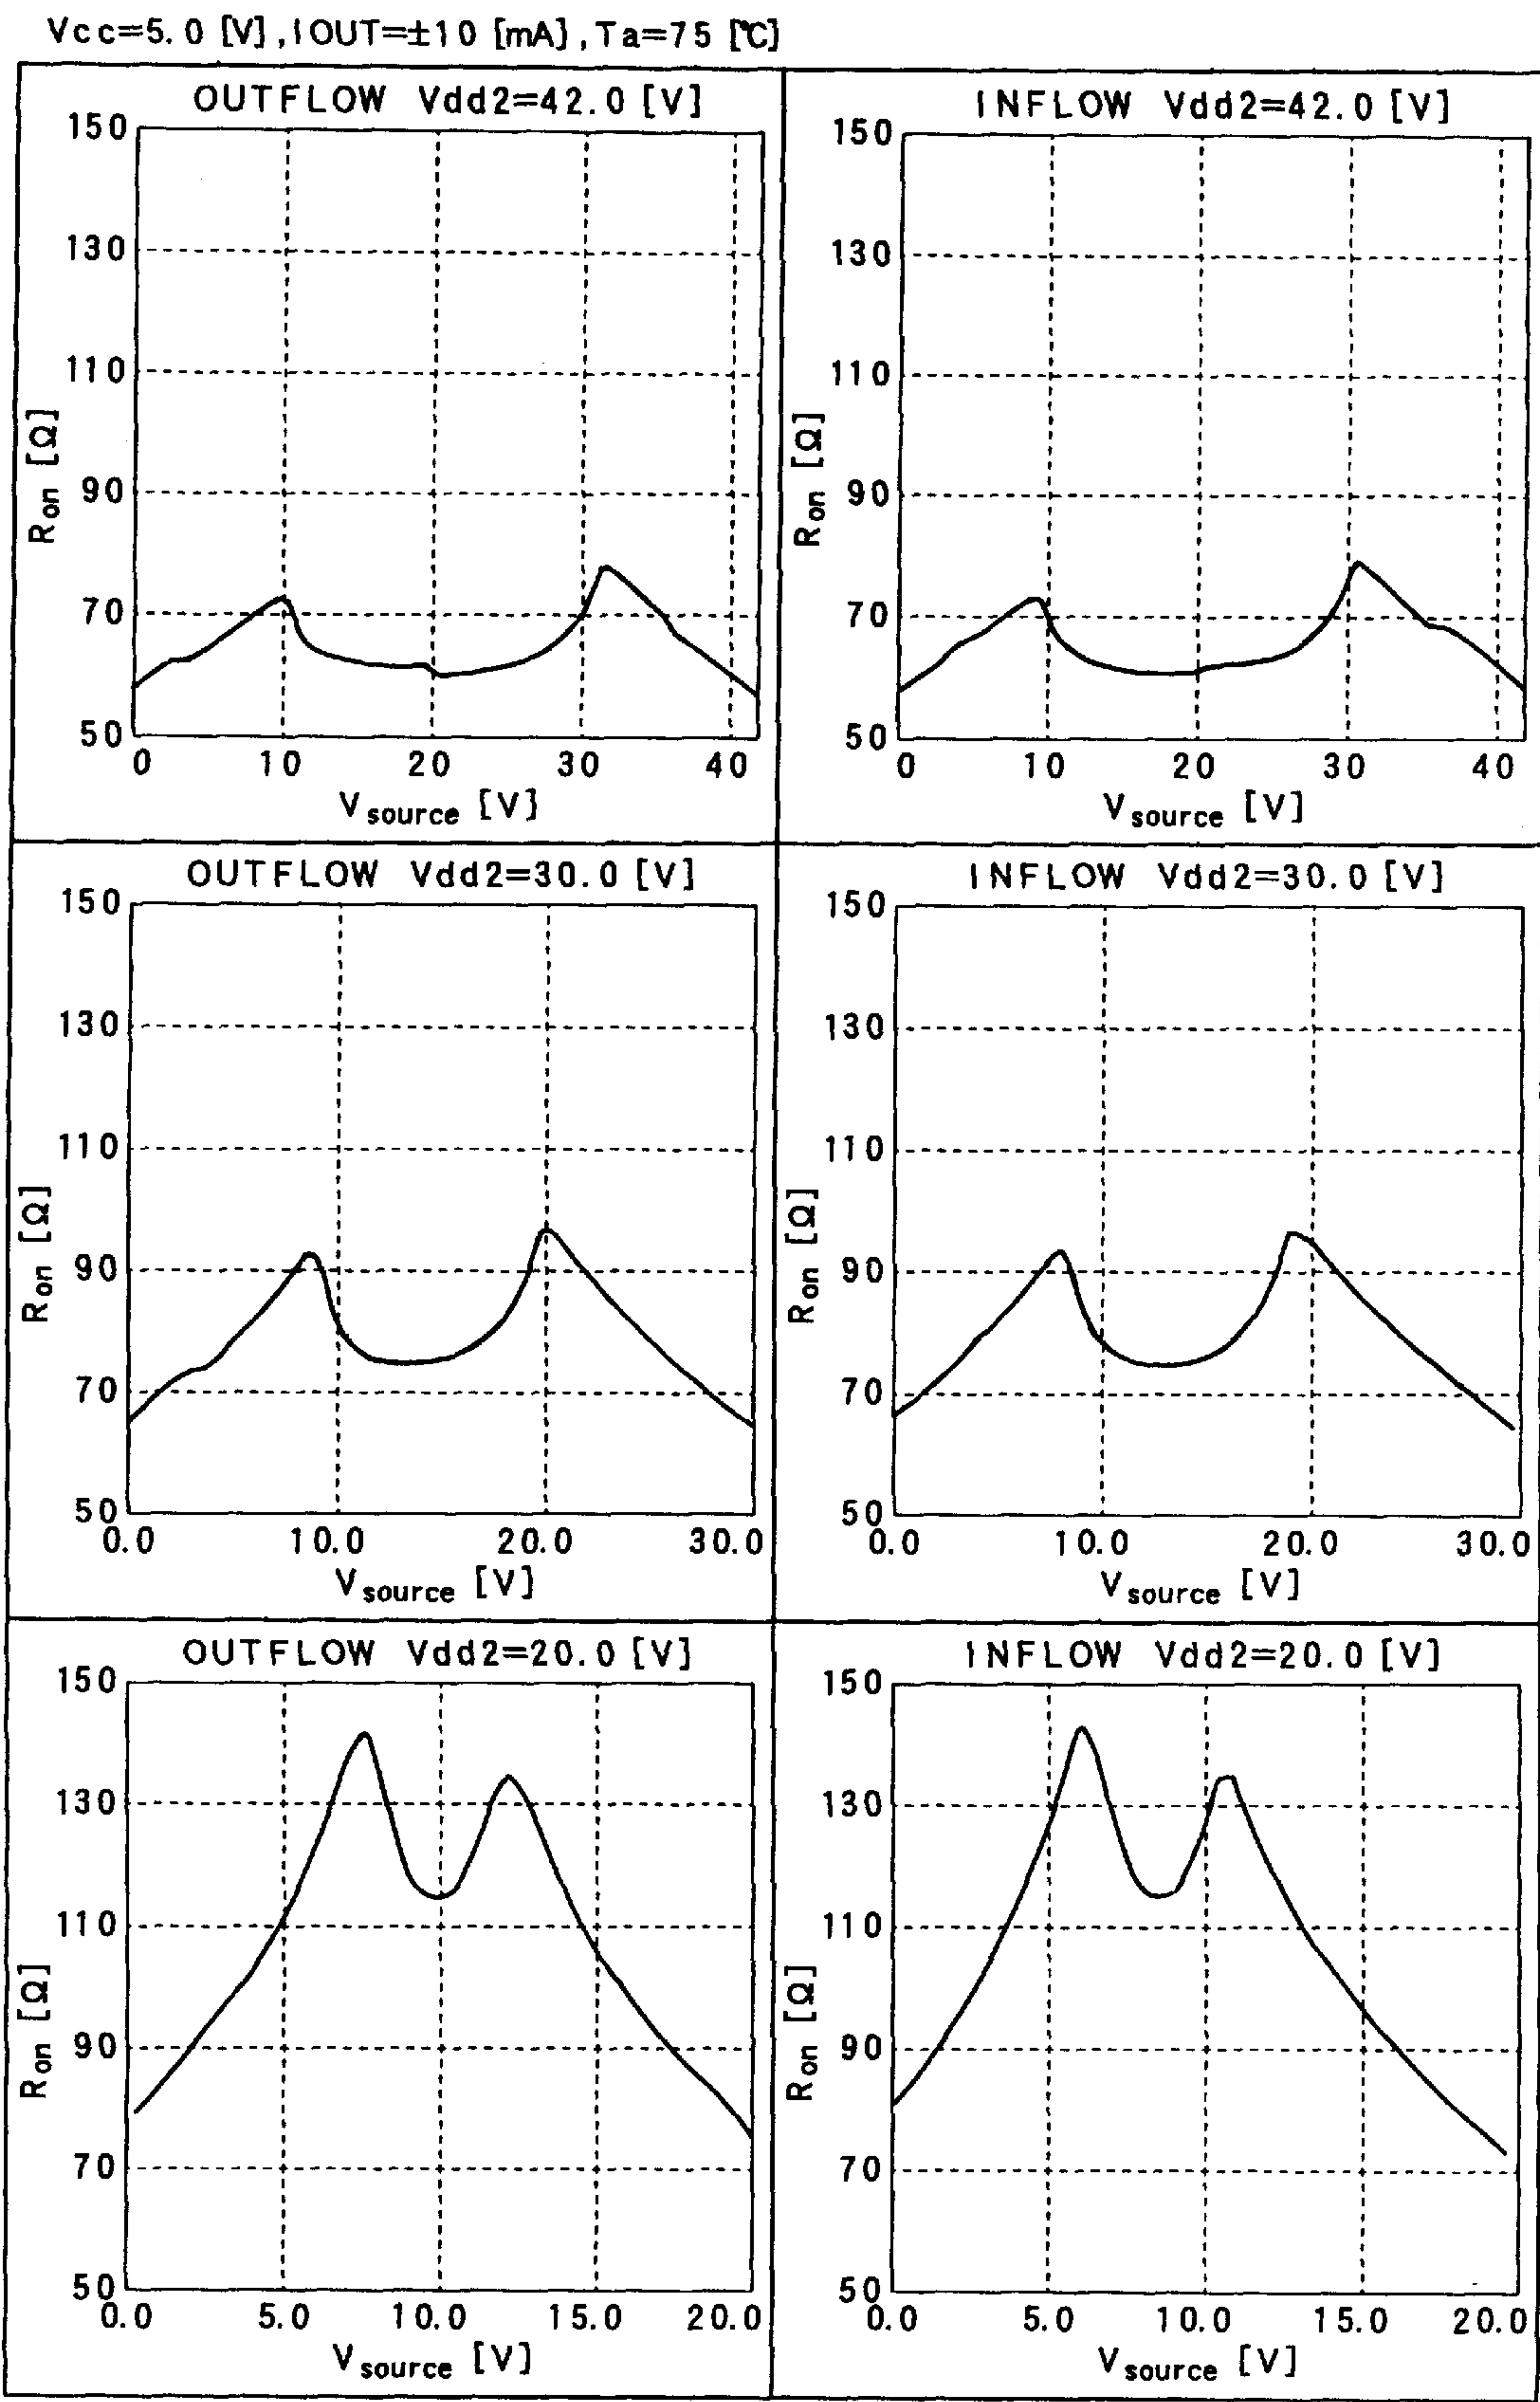 Vcc=5.0 [V], IOUT=±10 [mA], Ta=75 [℃]
OUTFLOW Vdd2=42.0 [V]
150
130
110
90
70
50
Ron [Ω]
0 10 20 30 40
Vsource [V]
INFLOW Vdd2=42.0 [V]
150
130
110
90
70
50
Ron [Ω]
0 10 20 30 40
Vsource [V]
OUTFLOW Vdd2=30.0 [V]
150
130
110
90
70
50
Ron [Ω]
0.0 10.0 20.0 30.0
Vsource [V]
INFLOW Vdd2=30.0 [V]
150
130
110
90
70
50
Ron [Ω]
0.0 10.0 20.0 30.0
Vsource [V]
OUTFLOW Vdd2=20.0 [V]
150
130
110
90
70
50
Ron [Ω]
0.0 5.0 10.0 15.0 20.0
Vsource [V]
INFLOW Vdd2=20.0 [V]
150
130
110
90
70
50
Ron [Ω]
0.0 5.0 10.0 15.0 20.0
Vsource [V]